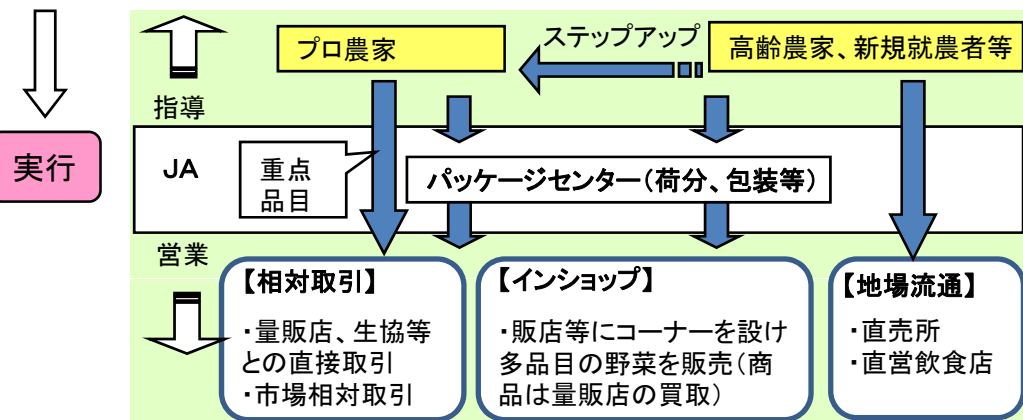 プロ農家
ステップアップ
高齢農家、新規就農者等
指導
実行
JA
重点
品目
パッケージセンター(荷分、包装等)
営業
【相対取引】
・量販店、生協等
との直接取引
・市場相対取引
【インショップ】
・販店等にコーナーを設け
多品目の野菜を販売(商
品は量販店の買取)
【地場流通】
・直売所
・直営飲食店